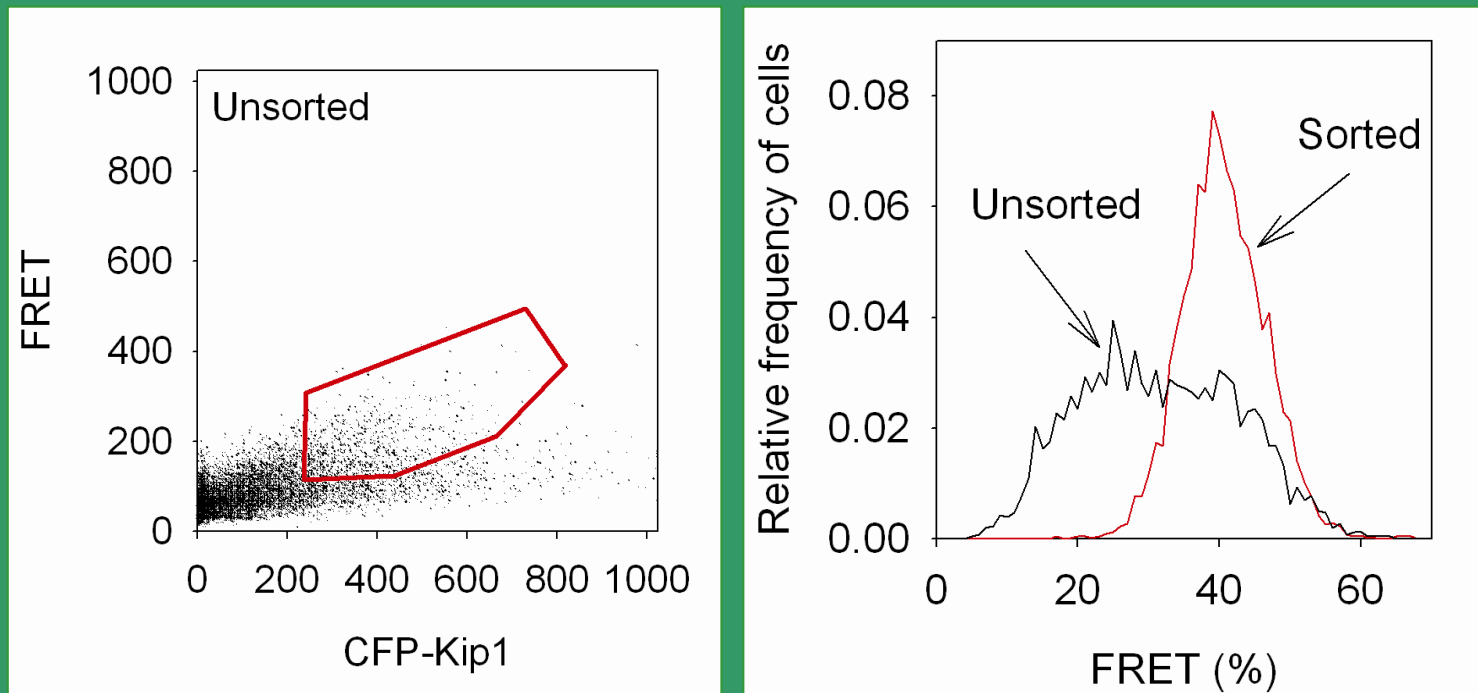 Unsorted
1000
800
600
400
200
0
FRET
0 200 400 600 800 1000
CFP-Kip1
Relative frequency of cells
0.08
0.06
0.04
0.02
0.00
Sorted
Unsorted
0 20 40 60
FRET (%)